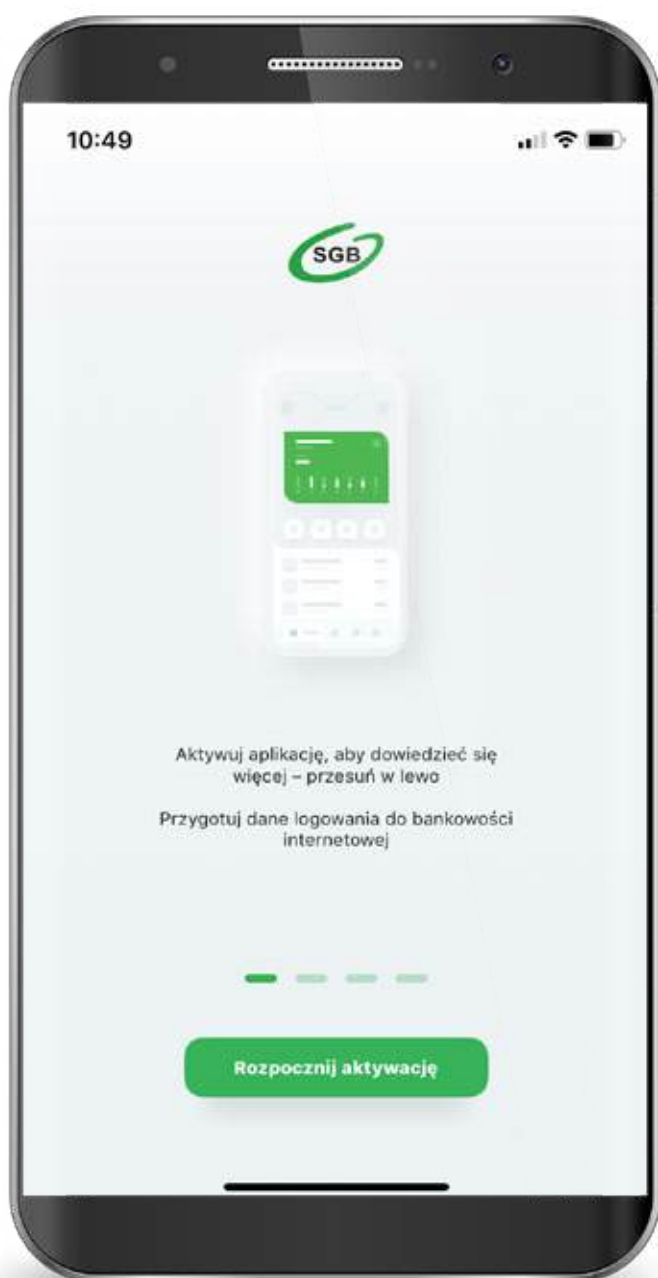 10:49
SGB
Aktywuj aplikację, aby dowiedzieć się
więcej – przesuń w lewo
Przygotuj dane logowania do bankowości
internetowej
Rozpocznij aktywację